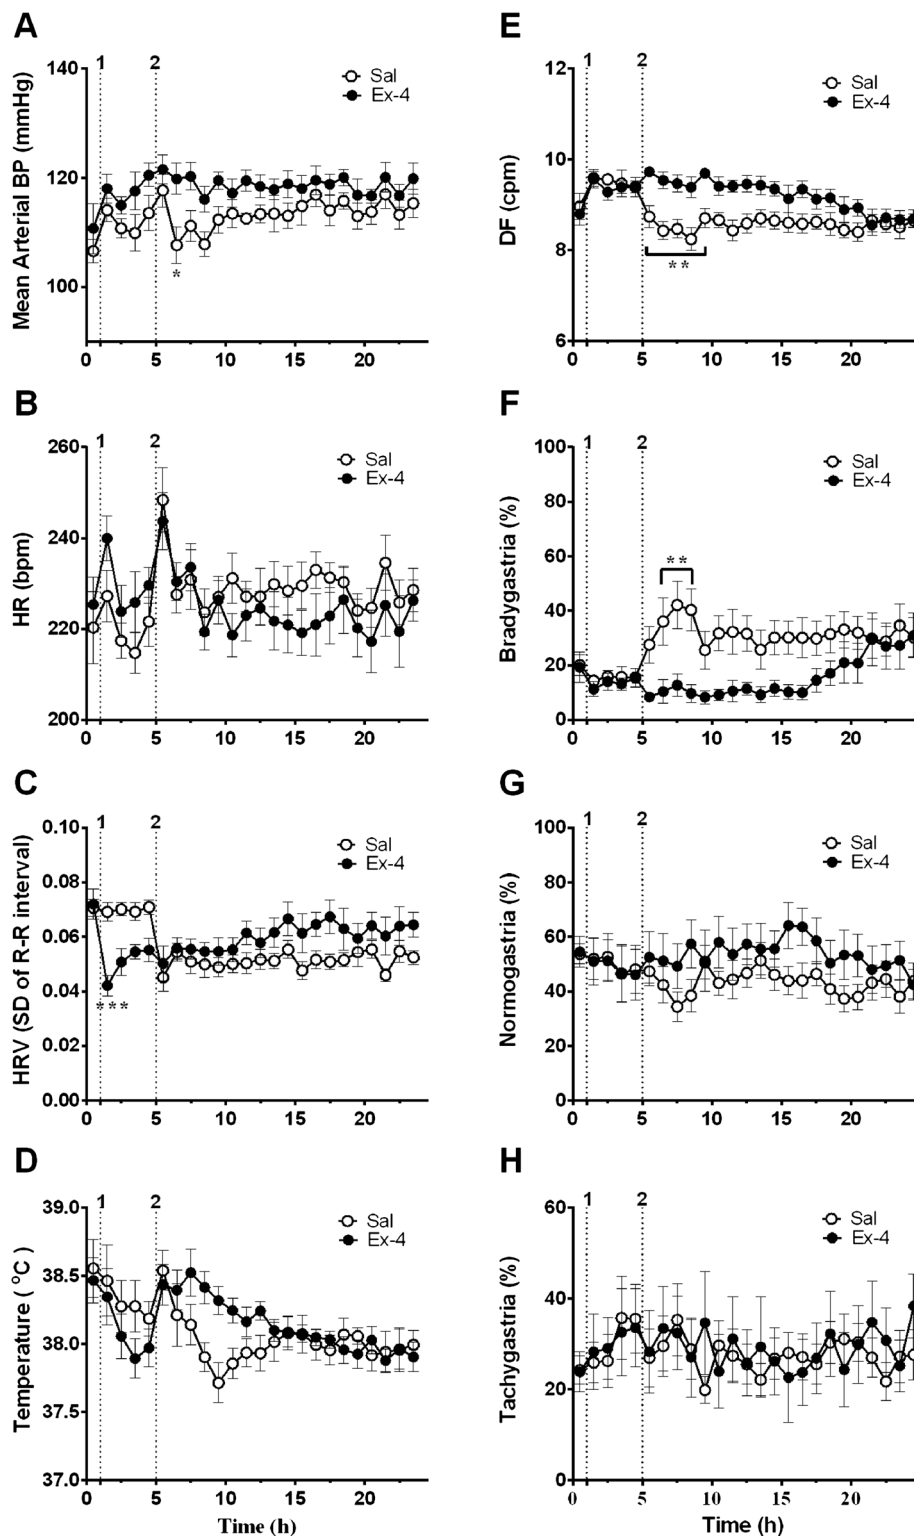 A
1 2
Sal
Ex-4
140
120
100
*
Mean Arterial BP (mmHg)
0 5 10 15 20
B
1 2
Sal
Ex-4
260
240
220
200
HR (bpm)
0 5 10 15 20
C
1 2
Sal
Ex-4
0.10
0.08
0.06
0.04
0.02
0.00
***
HRV (SD of R-R interval)
0 5 10 15 20
D
1 2
Sal
Ex-4
39.0
38.5
38.0
37.5
37.0
Temperature ( °C )
0 5 10 15 20
Time (h)
E
1 2
Sal
Ex-4
12
10
8
6
**
DF (cpm)
0 5 10 15 20
F
1 2
Sal
Ex-4
100
80
60
40
20
0
**
Bradygastria (%)
0 5 10 15 20
G
1 2
Sal
Ex-4
100
80
60
40
20
0
Normogastria (%)
0 5 10 15 20
H
1 2
Sal
Ex-4
60
40
20
0
Tachygastria (%)
0 5 10 15 20
Time (h)